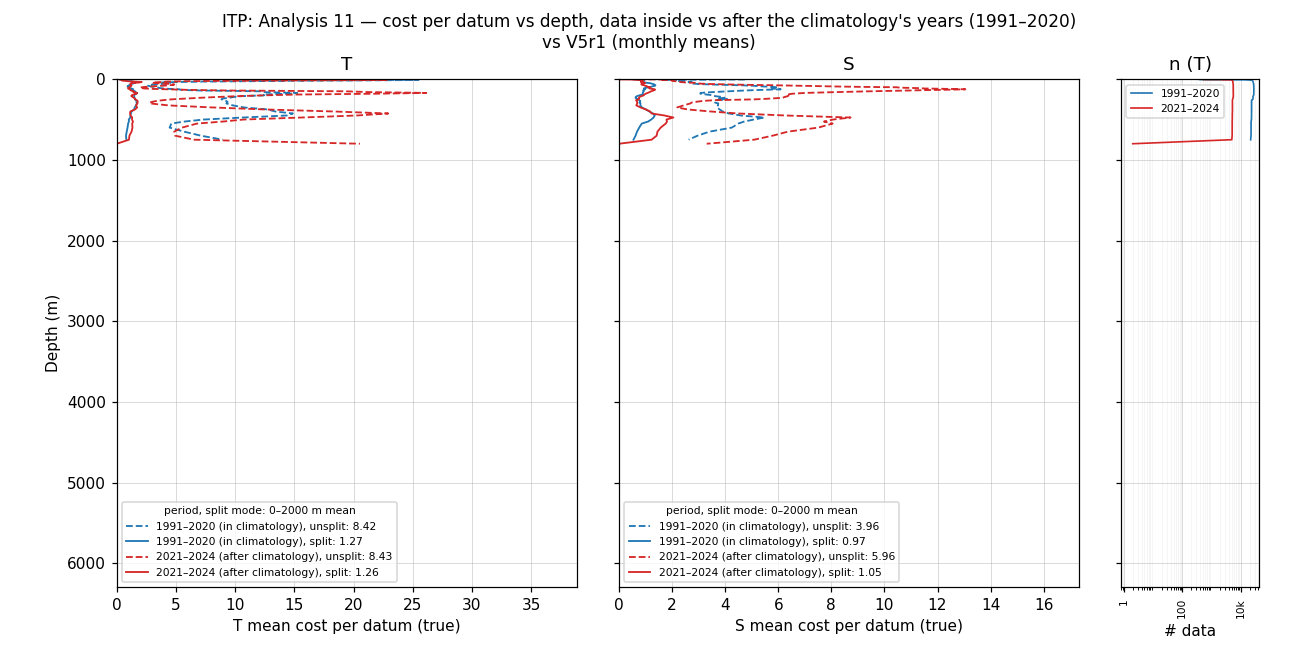 ITP: Analysis 11 — cost per datum vs depth, data inside vs after the climatology's years (1991–2020)
vs V5r1 (monthly means)
T
S
n (T)
0
1000
2000
3000
4000
5000
6000
Depth (m)
1991–2020
2021–2024
period, split mode: 0–2000 m mean
1991–2020 (in climatology), unsplit: 8.42
1991–2020 (in climatology), split: 1.27
2021–2024 (after climatology), unsplit: 8.43
2021–2024 (after climatology), split: 1.26
period, split mode: 0–2000 m mean
1991–2020 (in climatology), unsplit: 3.96
1991–2020 (in climatology), split: 0.97
2021–2024 (after climatology), unsplit: 5.96
2021–2024 (after climatology), split: 1.05
0 5 10 15 20 25 30 35
0 2 4 6 8 10 12 14 16
1 100 10k
T mean cost per datum (true)
S mean cost per datum (true)
# data